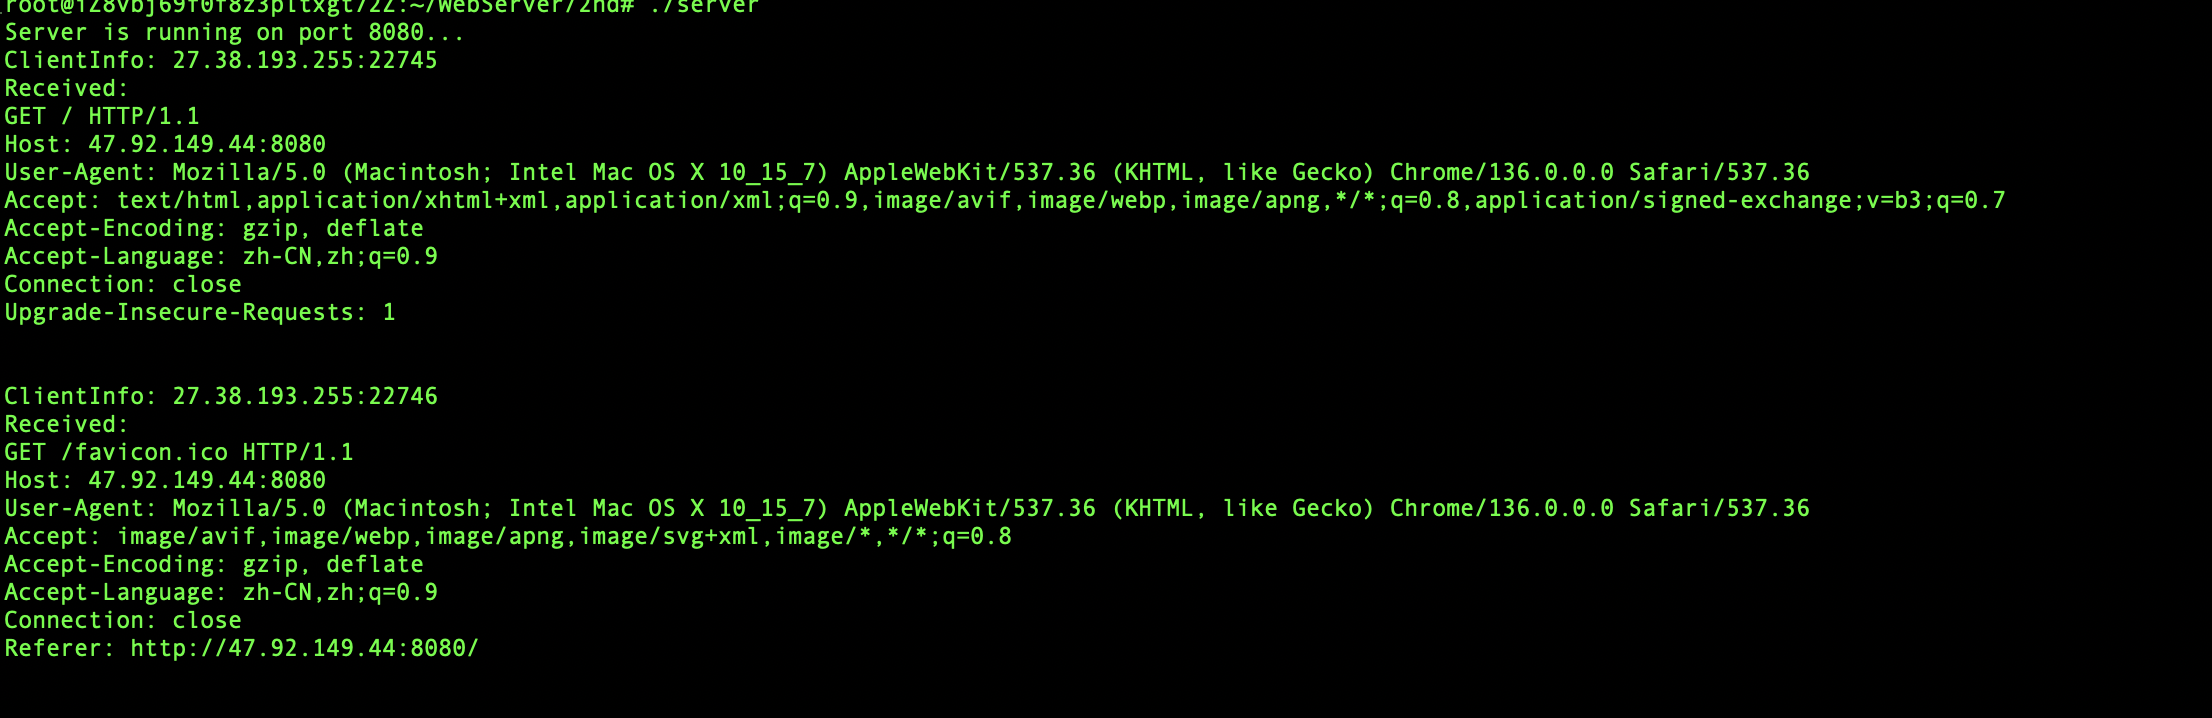 root@iZ8vbj69f0f8z3pltxgt72Z:~/WebServer/2nd# ./server
Server is running on port 8080...
ClientInfo: 27.38.193.255:22745
Received:
GET / HTTP/1.1
Host: 47.92.149.44:8080
User-Agent: Mozilla/5.0 (Macintosh; Intel Mac OS X 10_15_7) AppleWebKit/537.36 (KHTML, like Gecko) Chrome/136.0.0.0 Safari/537.36
Accept: text/html,application/xhtml+xml,application/xml;q=0.9,image/avif,image/webp,image/apng,*/*;q=0.8,application/signed-exchange;v=b3;q=0.7
Accept-Encoding: gzip, deflate
Accept-Language: zh-CN,zh;q=0.9
Connection: close
Upgrade-Insecure-Requests: 1
ClientInfo: 27.38.193.255:22746
Received:
GET /favicon.ico HTTP/1.1
Host: 47.92.149.44:8080
User-Agent: Mozilla/5.0 (Macintosh; Intel Mac OS X 10_15_7) AppleWebKit/537.36 (KHTML, like Gecko) Chrome/136.0.0.0 Safari/537.36
Accept: image/avif,image/webp,image/apng,image/svg+xml,image/*,*/*;q=0.8
Accept-Encoding: gzip, deflate
Accept-Language: zh-CN,zh;q=0.9
Connection: close
Referer: http://47.92.149.44:8080/